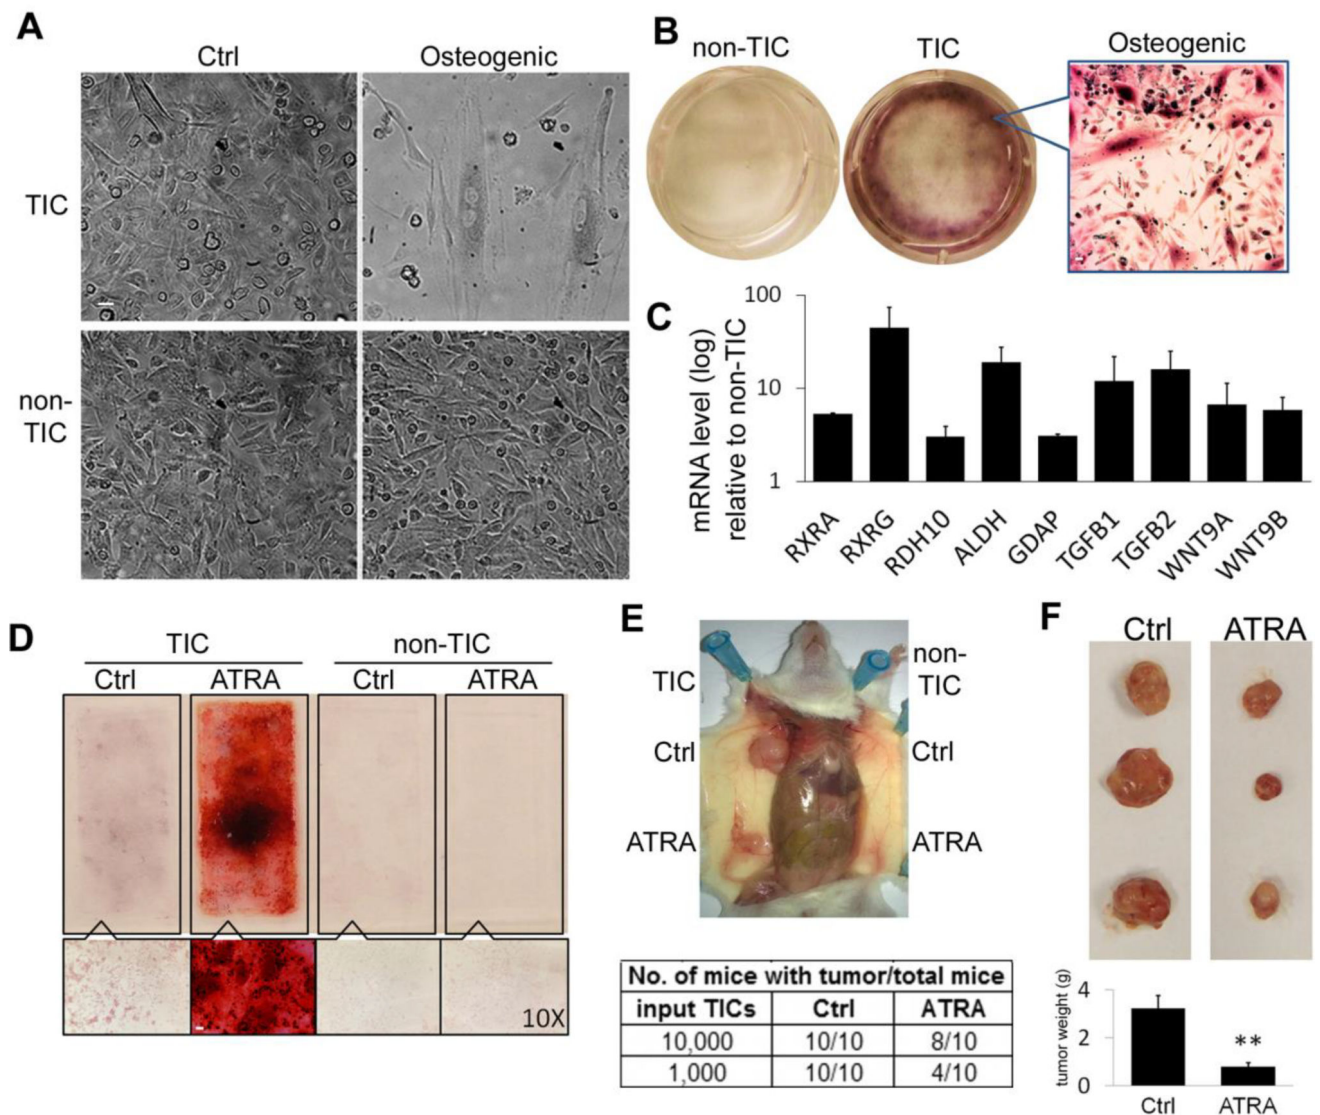 A
Ctrl
Osteogenic
TIC
non-
TIC
B
non-TIC
TIC
Osteogenic
C
mRNA level (log)
relative to non-TIC
100
10
1
RXRA
RXRG
RDH10
ALDH
GDAP
TGFB1
TGFB2
WNT9A
WNT9B
D
TIC
non-TIC
Ctrl
ATRA
Ctrl
ATRA
10X
E
TIC
non-
TIC
Ctrl
Ctrl
ATRA
ATRA
No. of mice with tumor/total mice
input TICs Ctrl ATRA
10,000 10/10 8/10
1,000 10/10 4/10
F
Ctrl
ATRA
tumor weight (g)
4
2
0
**
Ctrl
ATRA